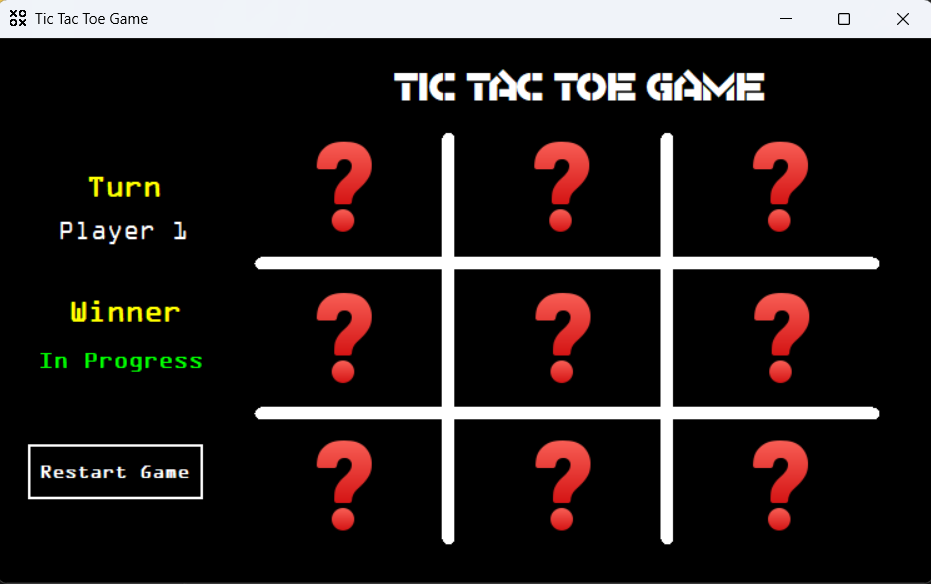 Tic Tac Toe Game
TIC TAC TOE GAME
Turn
Player 1
Winner
In Progress
Restart Game
? ? ?
? ? ?
? ? ?